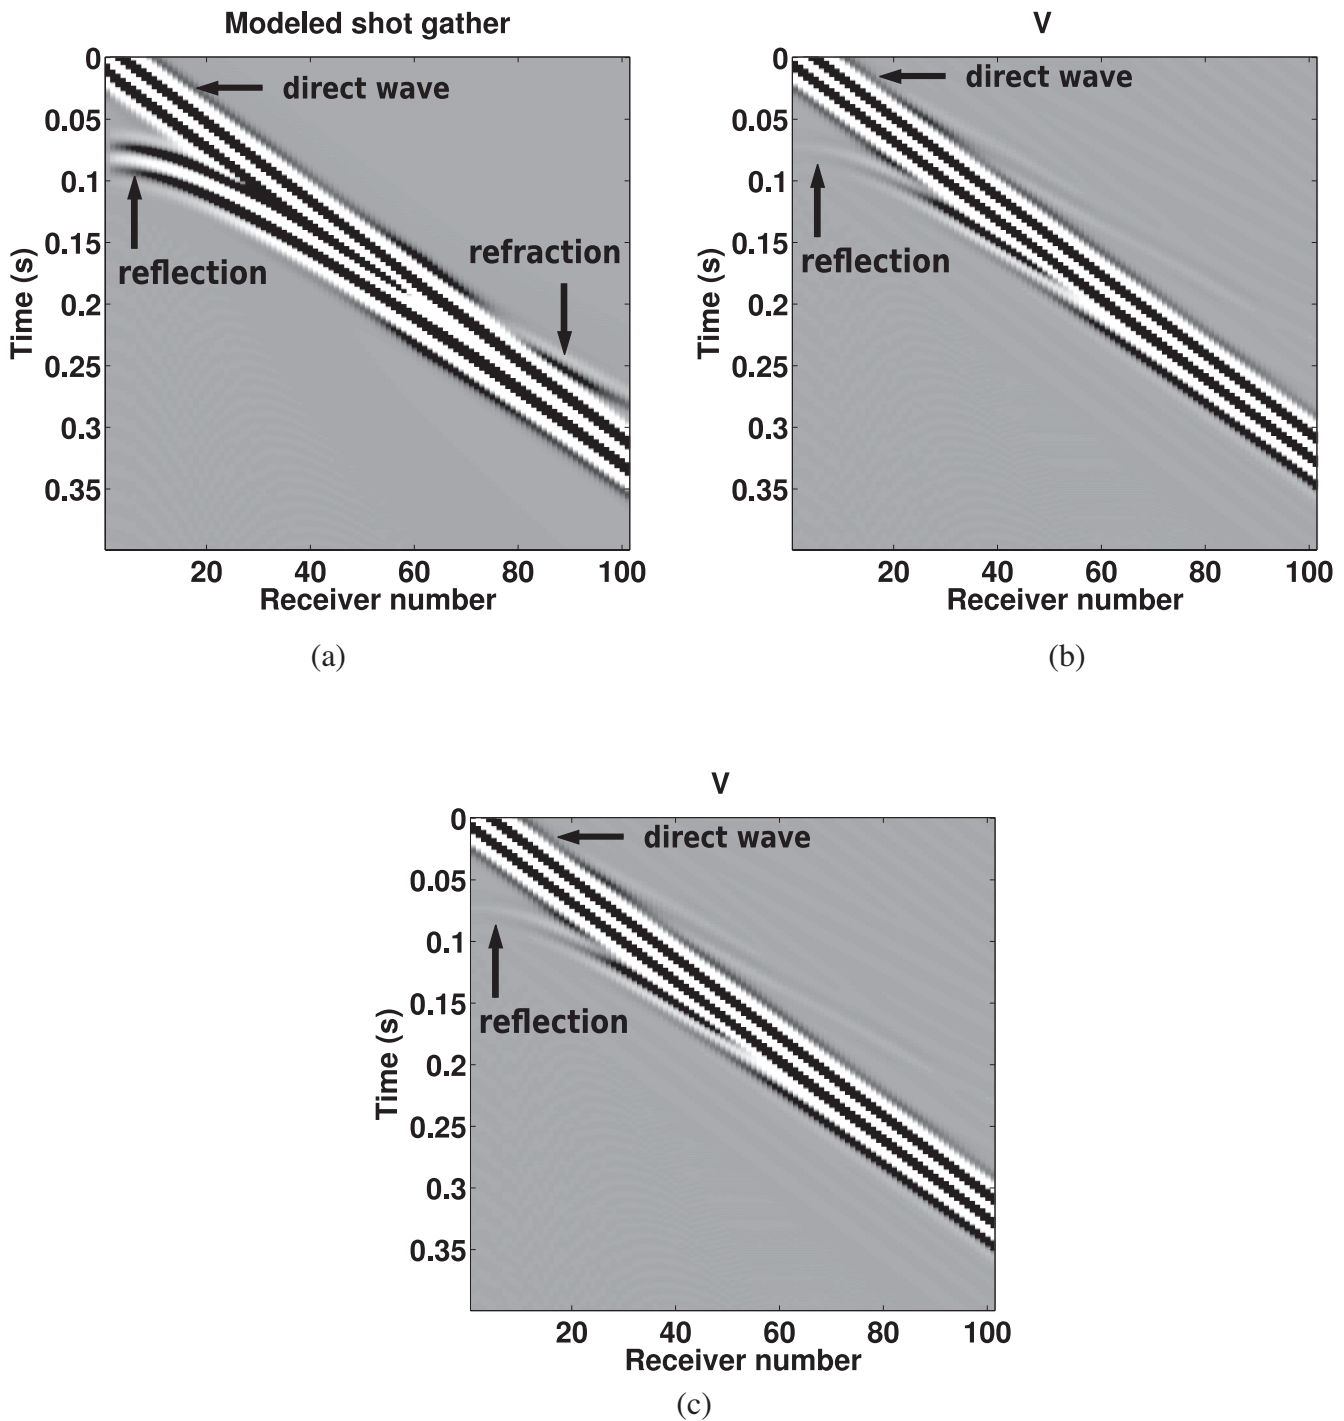 Modeled shot gather
0
0.05
0.1
0.15
0.2
0.25
0.3
0.35
Time (s)
direct wave
reflection
refraction
20 40 60 80 100
Receiver number
(a)
V
0
0.05
0.1
0.15
0.2
0.25
0.3
0.35
Time (s)
direct wave
reflection
20 40 60 80 100
Receiver number
(b)
V
0
0.05
0.1
0.15
0.2
0.25
0.3
0.35
Time (s)
direct wave
reflection
20 40 60 80 100
Receiver number
(c)